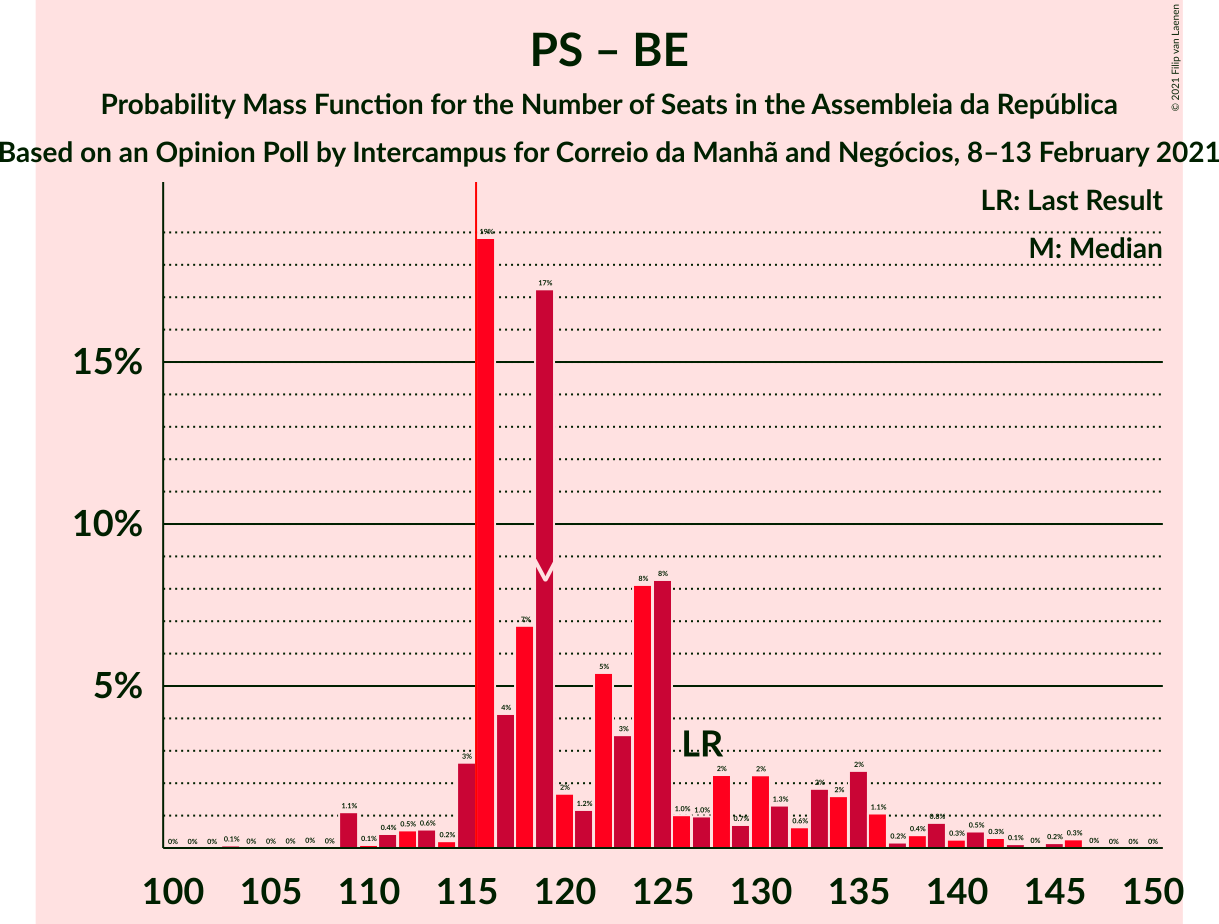 PS – BE
Probability Mass Function for the Number of Seats in the Assembleia da República
Based on an Opinion Poll by Intercampus for Correio da Manhã and Negócios, 8–13 February 2021
© 2021 Filip van Laenen
LR: Last Result
M: Median
15%
10%
5%
LR
0% 0% 0% 0.1% 0% 0% 0% 0% 0% 1.1% 0.1% 0.4% 0.5% 0.6% 0.2% 3% 19% 4% 7% 17% 2% 1.2% 5% 3% 8% 8% 1.0% 1.0% 2% 0.7% 2% 1.3% 0.6% 2% 2% 2% 1.1% 0.2% 0.4% 0.8% 0.3% 0.5% 0.3% 0.1% 0% 0.2% 0.3% 0% 0% 0% 0%
100 105 110 115 120 125 130 135 140 145 150